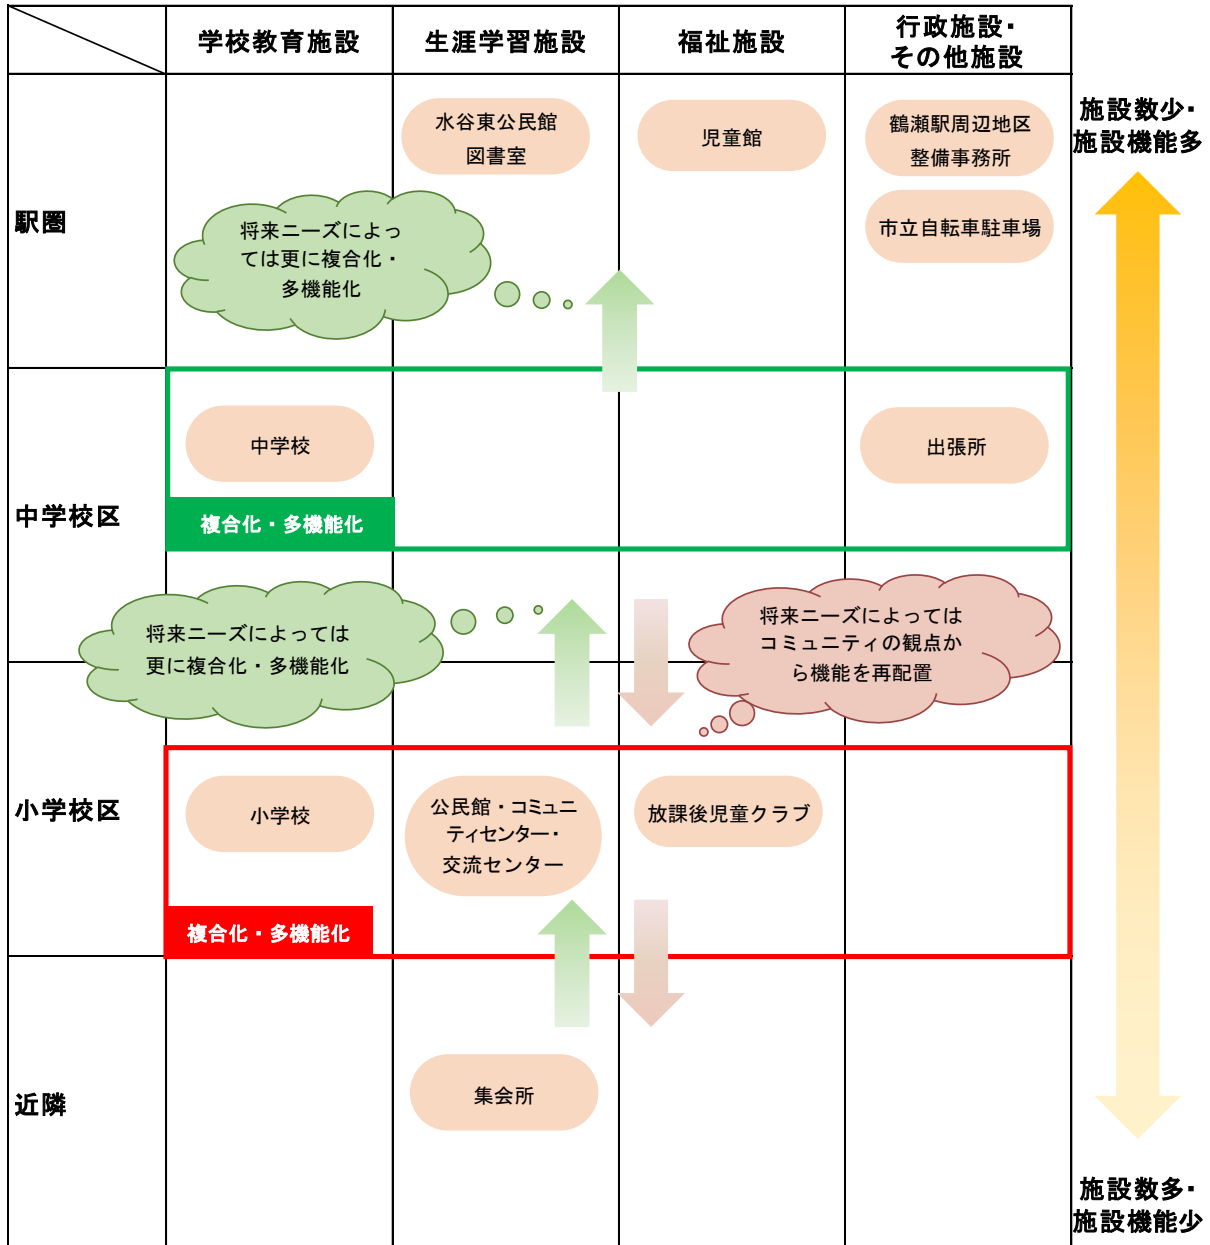 学校教育施設
生涯学習施設
福祉施設
行政施設・
その他施設
駅圏
水谷東公民館
図書室
児童館
鶴瀬駅周辺地区
整備事務所
市立自転車駐車場
施設数少・
施設機能多
将来ニーズによっ
ては更に複合化・
多機能化
中学校区
中学校
出張所
複合化・多機能化
将来ニーズによっては
更に複合化・多機能化
将来ニーズによっては
コミュニティの観点か
ら機能を再配置
小学校区
小学校
公民館・コミュニ
ティセンター・
交流センター
放課後児童クラブ
複合化・多機能化
近隣
集会所
施設数多・
施設機能少